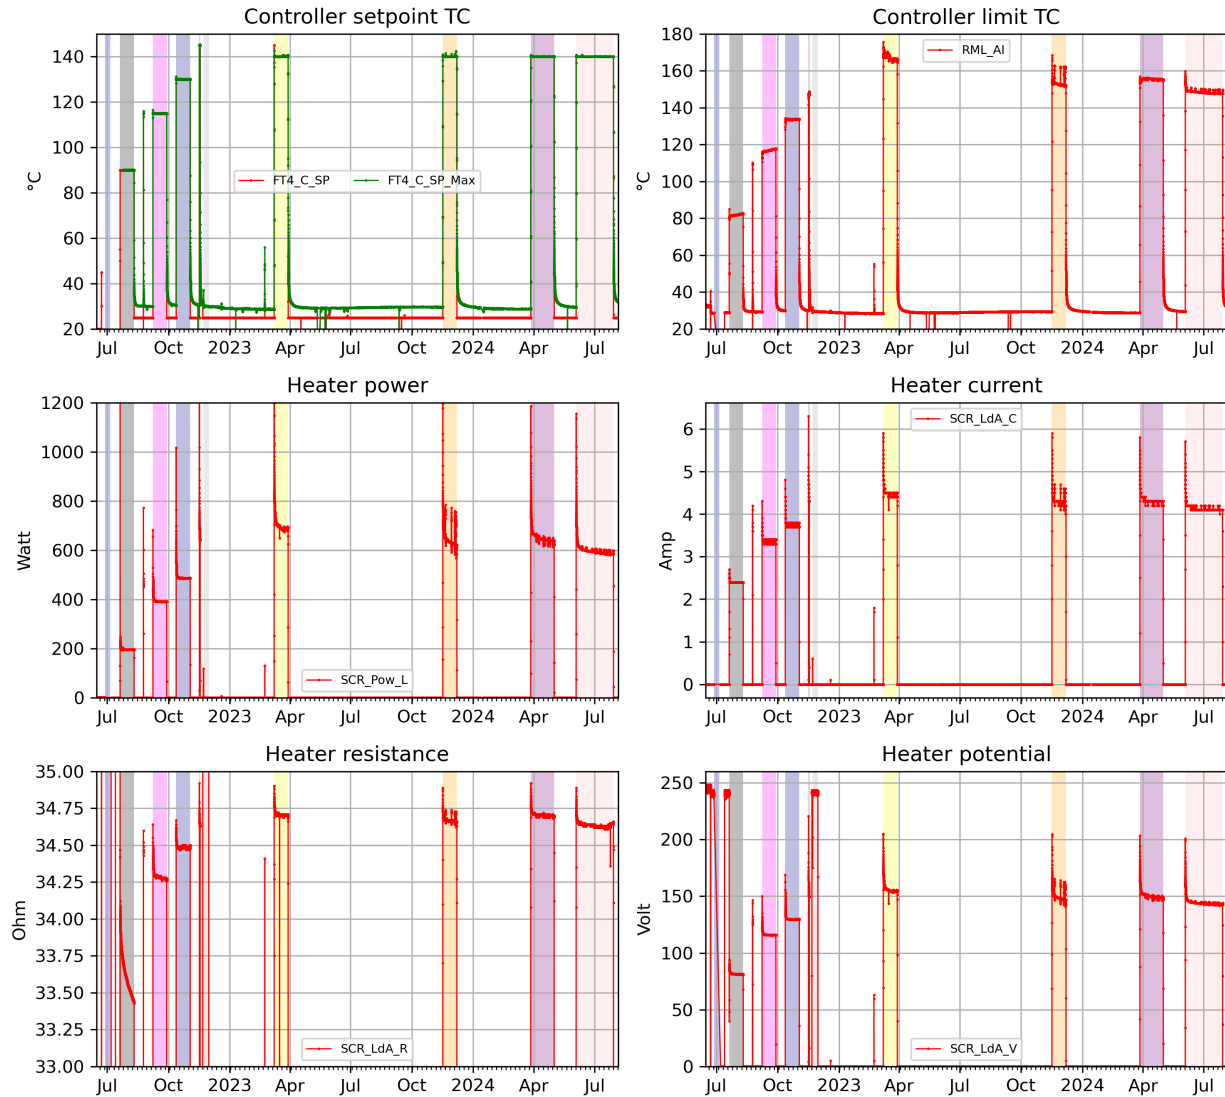 Controller setpoint TC
Controller limit TC
°C
140
120
100
80
60
40
20
FT4_C_SP
FT4_C_SP_Max
Jul
Oct
2023
Apr
Jul
Oct
2024
Apr
Jul
°C
180
160
140
120
100
80
60
40
20
RML_AI
Jul
Oct
2023
Apr
Jul
Oct
2024
Apr
Jul
Heater power
Heater current
Watt
1200
1000
800
600
400
200
0
SCR_Pow_L
Jul
Oct
2023
Apr
Jul
Oct
2024
Apr
Jul
Amp
6
5
4
3
2
1
0
SCR_LdA_C
Jul
Oct
2023
Apr
Jul
Oct
2024
Apr
Jul
Heater resistance
Heater potential
Ohm
35.00
34.75
34.50
34.25
34.00
33.75
33.50
33.25
33.00
SCR_LdA_R
Jul
Oct
2023
Apr
Jul
Oct
2024
Apr
Jul
Volt
250
200
150
100
50
0
SCR_LdA_V
Jul
Oct
2023
Apr
Jul
Oct
2024
Apr
Jul